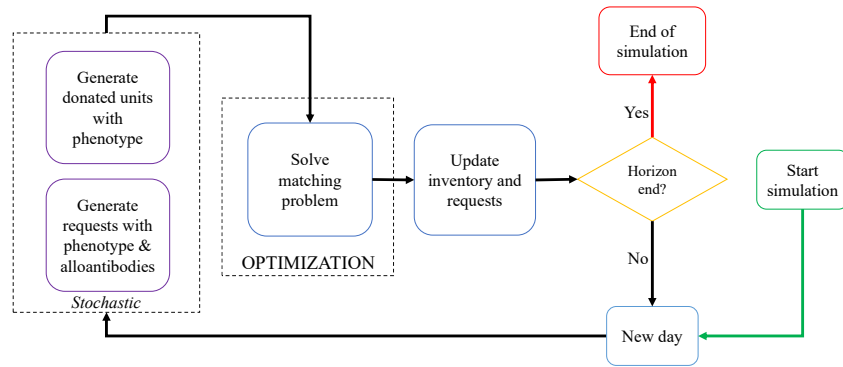 Generate
donated units
with
phenotype
Generate
requests with
phenotype &
alloantibodies
Stochastic
Solve
matching
problem
OPTIMIZATION
Update
inventory and
requests
Horizon
end?
Yes
End of
simulation
No
New day
Start
simulation